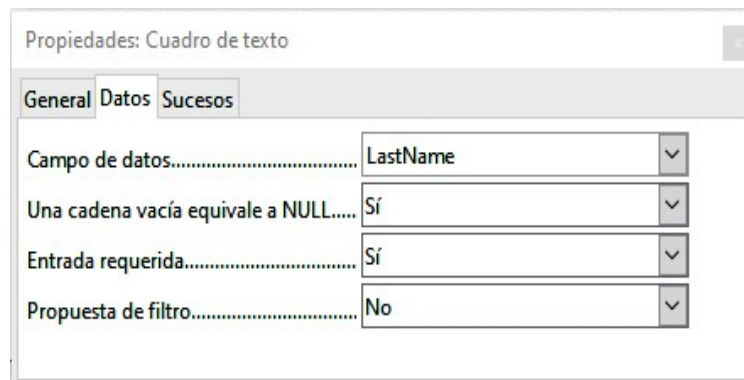 Propiedades: Cuadro de texto
General Datos Sucesos
Campo de datos..................................... LastName
Una cadena vacía equivale a NULL..... Sí
Entrada requerida.................................. Sí
Propuesta de filtro................................. No